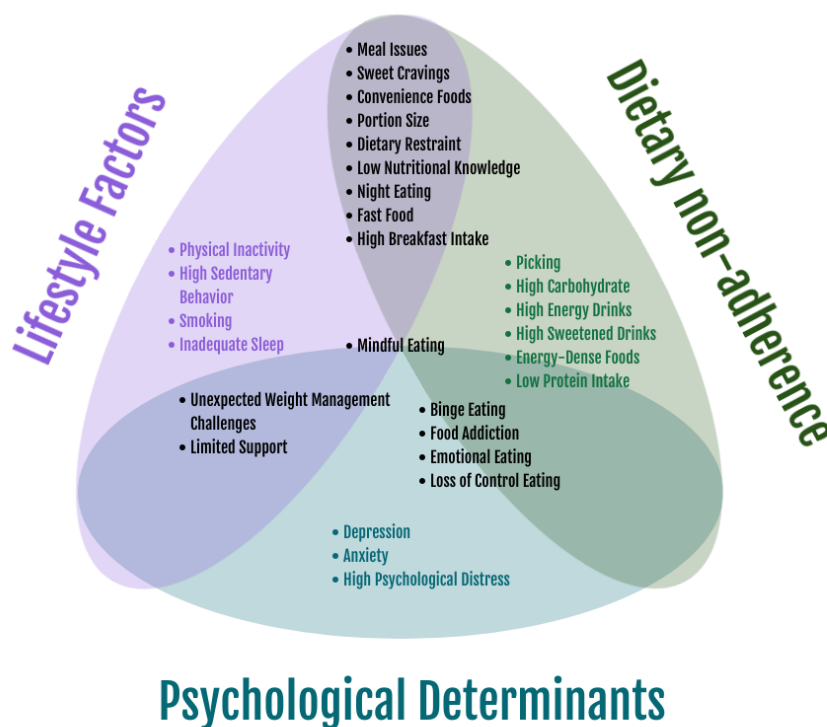 Lifestyle Factors
Dietary non-adherence
• Meal Issues
• Sweet Cravings
• Convenience Foods
• Portion Size
• Dietary Restraint
• Low Nutritional Knowledge
• Night Eating
• Fast Food
• High Breakfast Intake
• Physical Inactivity
• High Sedentary
Behavior
• Smoking
• Inadequate Sleep
• Picking
• High Carbohydrate
• High Energy Drinks
• High Sweetened Drinks
• Energy-Dense Foods
• Low Protein Intake
• Mindful Eating
• Unexpected Weight Management
Challenges
• Limited Support
• Binge Eating
• Food Addiction
• Emotional Eating
• Loss of Control Eating
• Depression
• Anxiety
• High Psychological Distress
Psychological Determinants